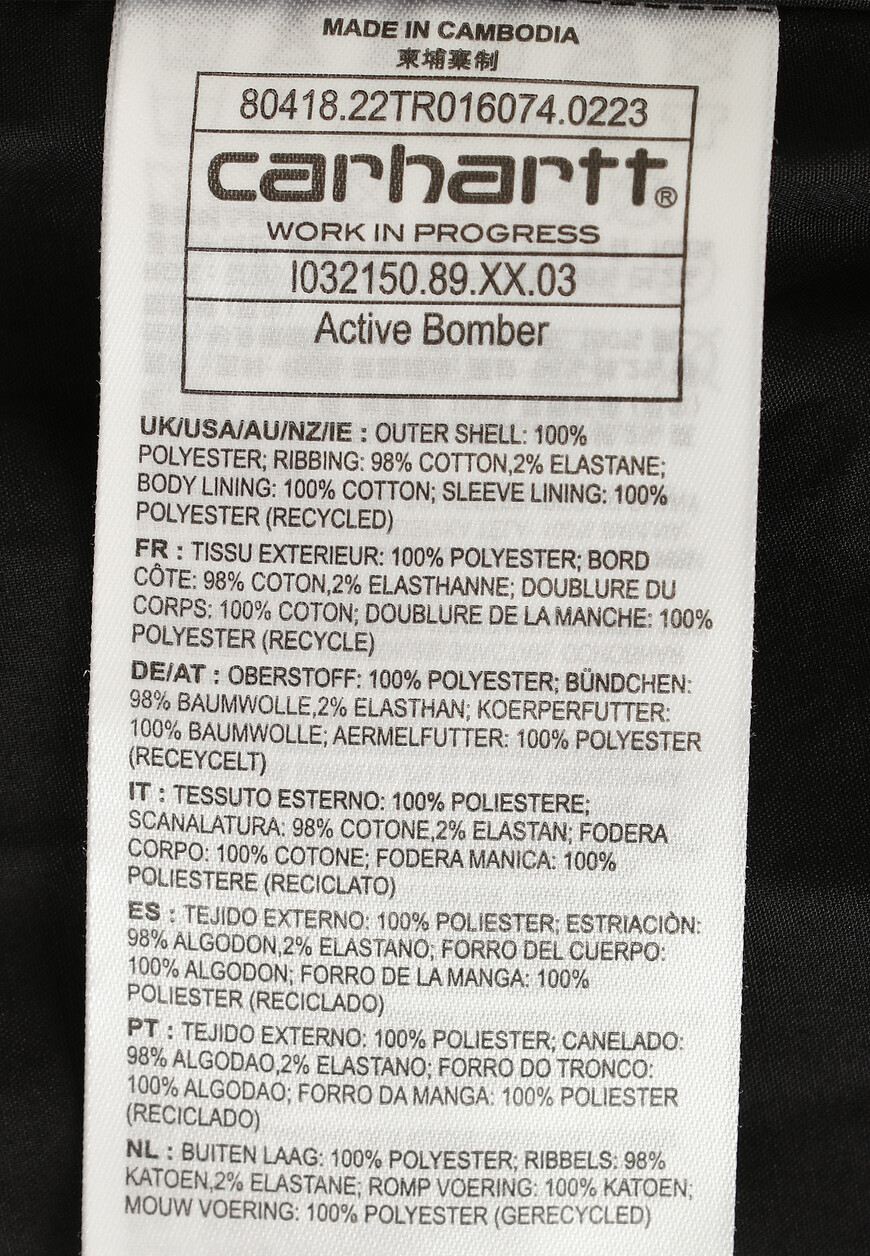 MADE IN CAMBODIA
柬埔寨制
80418.22TR016074.0223
carhartt®
WORK IN PROGRESS
I032150.89.XX.03
Active Bomber
UK/USA/AU/NZ/IE : OUTER SHELL: 100%
POLYESTER; RIBBING: 98% COTTON,2% ELASTANE;
BODY LINING: 100% COTTON; SLEEVE LINING: 100%
POLYESTER (RECYCLED)
FR : TISSU EXTERIEUR: 100% POLYESTER; BORD
CÔTE: 98% COTON,2% ELASTHANNE; DOUBLURE DU
CORPS: 100% COTON; DOUBLURE DE LA MANCHE: 100%
POLYESTER (RECYCLE)
DE/AT : OBERSTOFF: 100% POLYESTER; BÜNDCHEN:
98% BAUMWOLLE,2% ELASTHAN; KOERPERFUTTER:
100% BAUMWOLLE; AERMELFUTTER: 100% POLYESTER
(RECEYCELT)
IT : TESSUTO ESTERNO: 100% POLIESTERE;
SCANALATURA: 98% COTONE,2% ELASTAN; FODERA
CORPO: 100% COTONE; FODERA MANICA: 100%
POLIESTERE (RECICLATO)
ES : TEJIDO EXTERNO: 100% POLIESTER; ESTRIACIÒN:
98% ALGODON,2% ELASTANO; FORRO DEL CUERPO:
100% ALGODON; FORRO DE LA MANGA: 100%
POLIESTER (RECICLADO)
PT : TEJIDO EXTERNO: 100% POLIESTER; CANELADO:
98% ALGODAO,2% ELASTANO; FORRO DO TRONCO:
100% ALGODAO; FORRO DA MANGA: 100% POLIESTER
(RECICLADO)
NL : BUITEN LAAG: 100% POLYESTER; RIBBELS: 98%
KATOEN,2% ELASTANE; ROMP VOERING: 100% KATOEN;
MOUW VOERING: 100% POLYESTER (GERECYCLED)